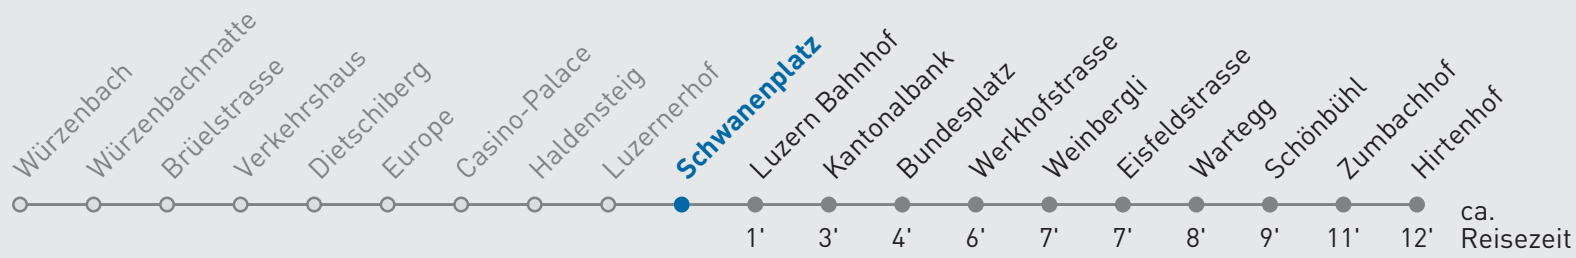 Würzenbach
Würzenbachmatte
Brüelstrasse
Verkehrshaus
Dietschiberg
Europe
Casino-Palace
Haldensteig
Luzernerhof
Schwanenplatz
Luzern Bahnhof
Kantonalbank
Bundesplatz
Werkhofstrasse
Weinbergli
Eisfeldstrasse
Wartegg
Schönbühl
Zumbachhof
Hirtenhof
1' 3' 4' 6' 7' 7' 8' 9' 11' 12'
ca.
Reisezeit